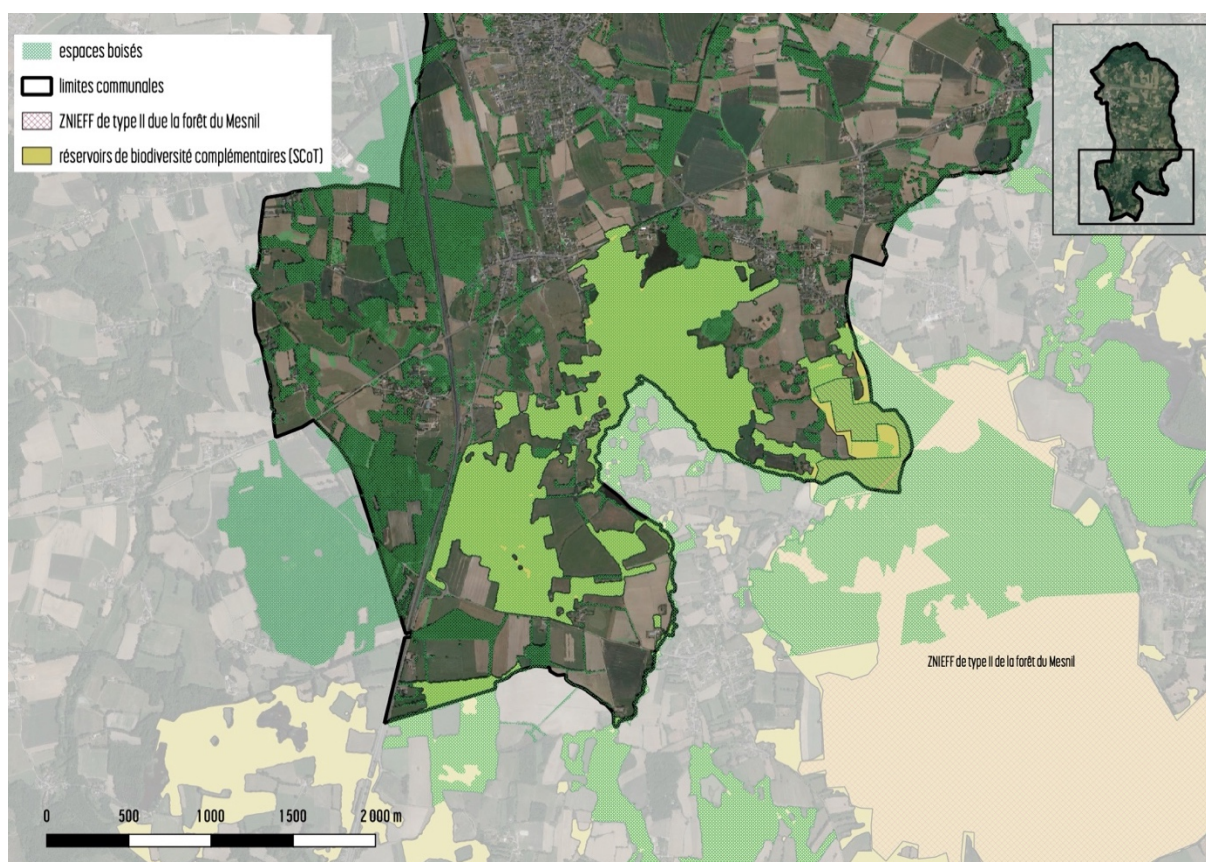 espaces boisés
limites communales
ZNIEFF de type II due la forêt du Mesnil
réservoirs de biodiversité complémentaires (SCoT)
ZNIEFF de type II de la forêt du Mesnil
0 500 1000 1500 2 000 m